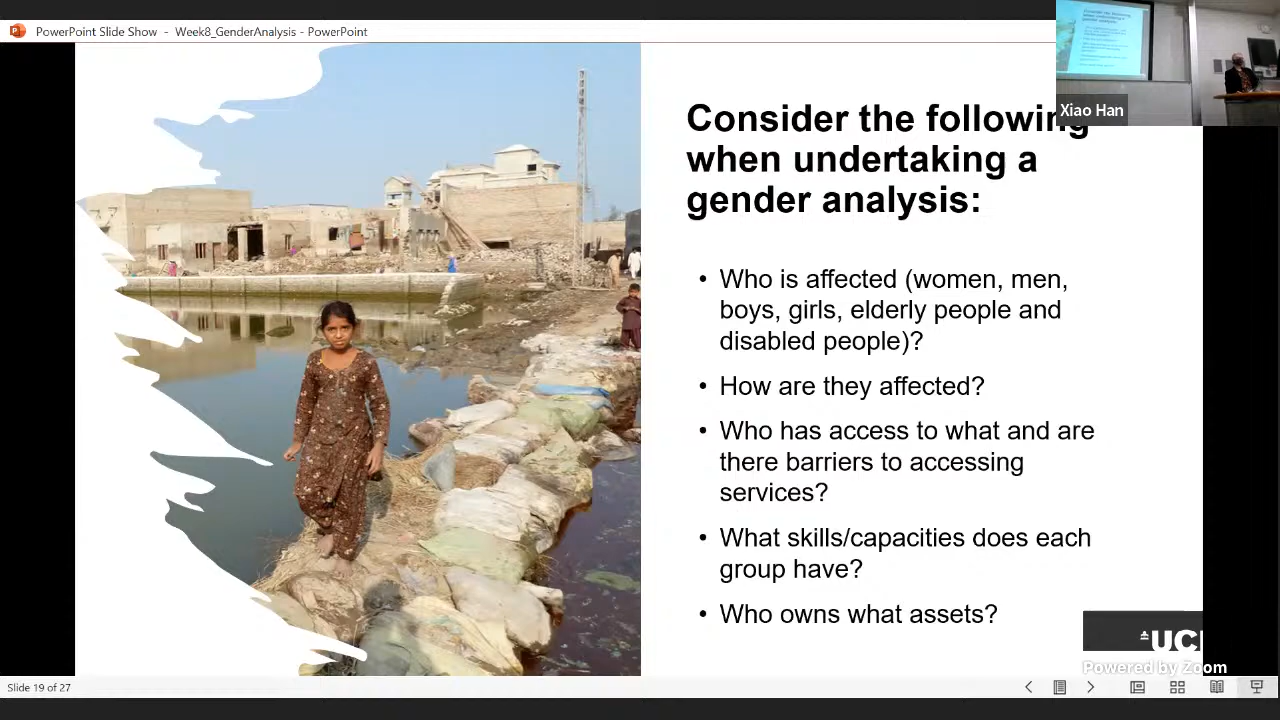 PowerPoint Slide Show - Week8_GenderAnalysis - PowerPoint
Xiao Han
Consider the following
when undertaking a
gender analysis:
• Who is affected (women, men,
boys, girls, elderly people and
disabled people)?
• How are they affected?
• Who has access to what and are
there barriers to accessing
services?
• What skills/capacities does each
group have?
• Who owns what assets?
UCL
Powered by Zoom
Slide 19 of 27